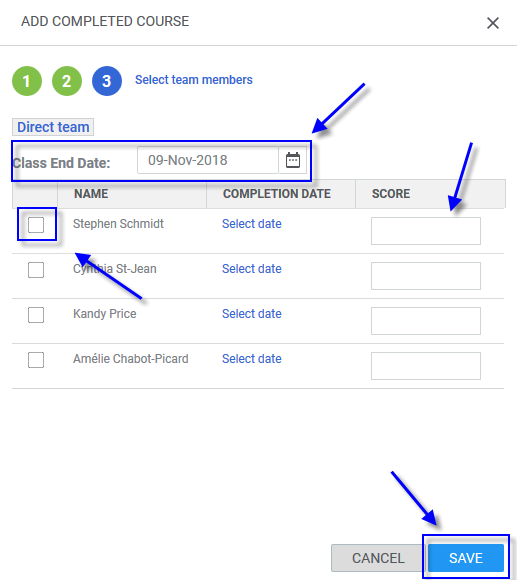 ADD COMPLETED COURSE
1 2 3 Select team members
Direct team
Class End Date: 09-Nov-2018
NAME COMPLETION DATE SCORE
Stephen Schmidt Select date
Cynthia St-Jean Select date
Kandy Price Select date
Amélie Chabot-Picard Select date
CANCEL SAVE